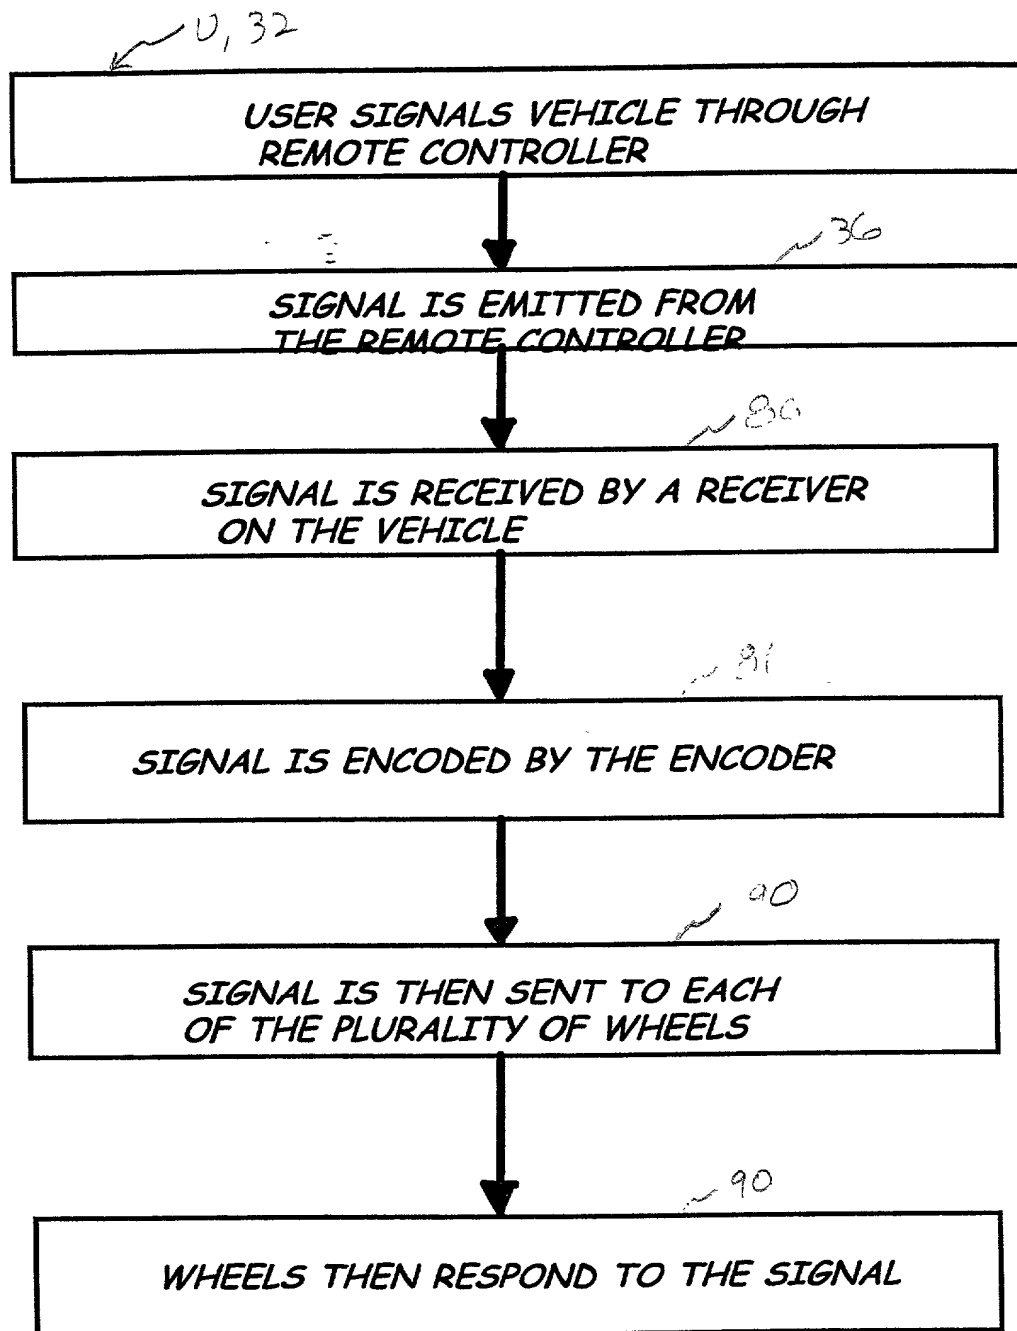 U, 32
USER SIGNALS VEHICLE THROUGH
REMOTE CONTROLLER
36
SIGNAL IS EMITTED FROM
THE REMOTE CONTROLLER
SIGNAL IS RECEIVED BY A RECEIVER
ON THE VEHICLE
SIGNAL IS ENCODED BY THE ENCODER
90
SIGNAL IS THEN SENT TO EACH
OF THE PLURALITY OF WHEELS
90
WHEELS THEN RESPOND TO THE SIGNAL